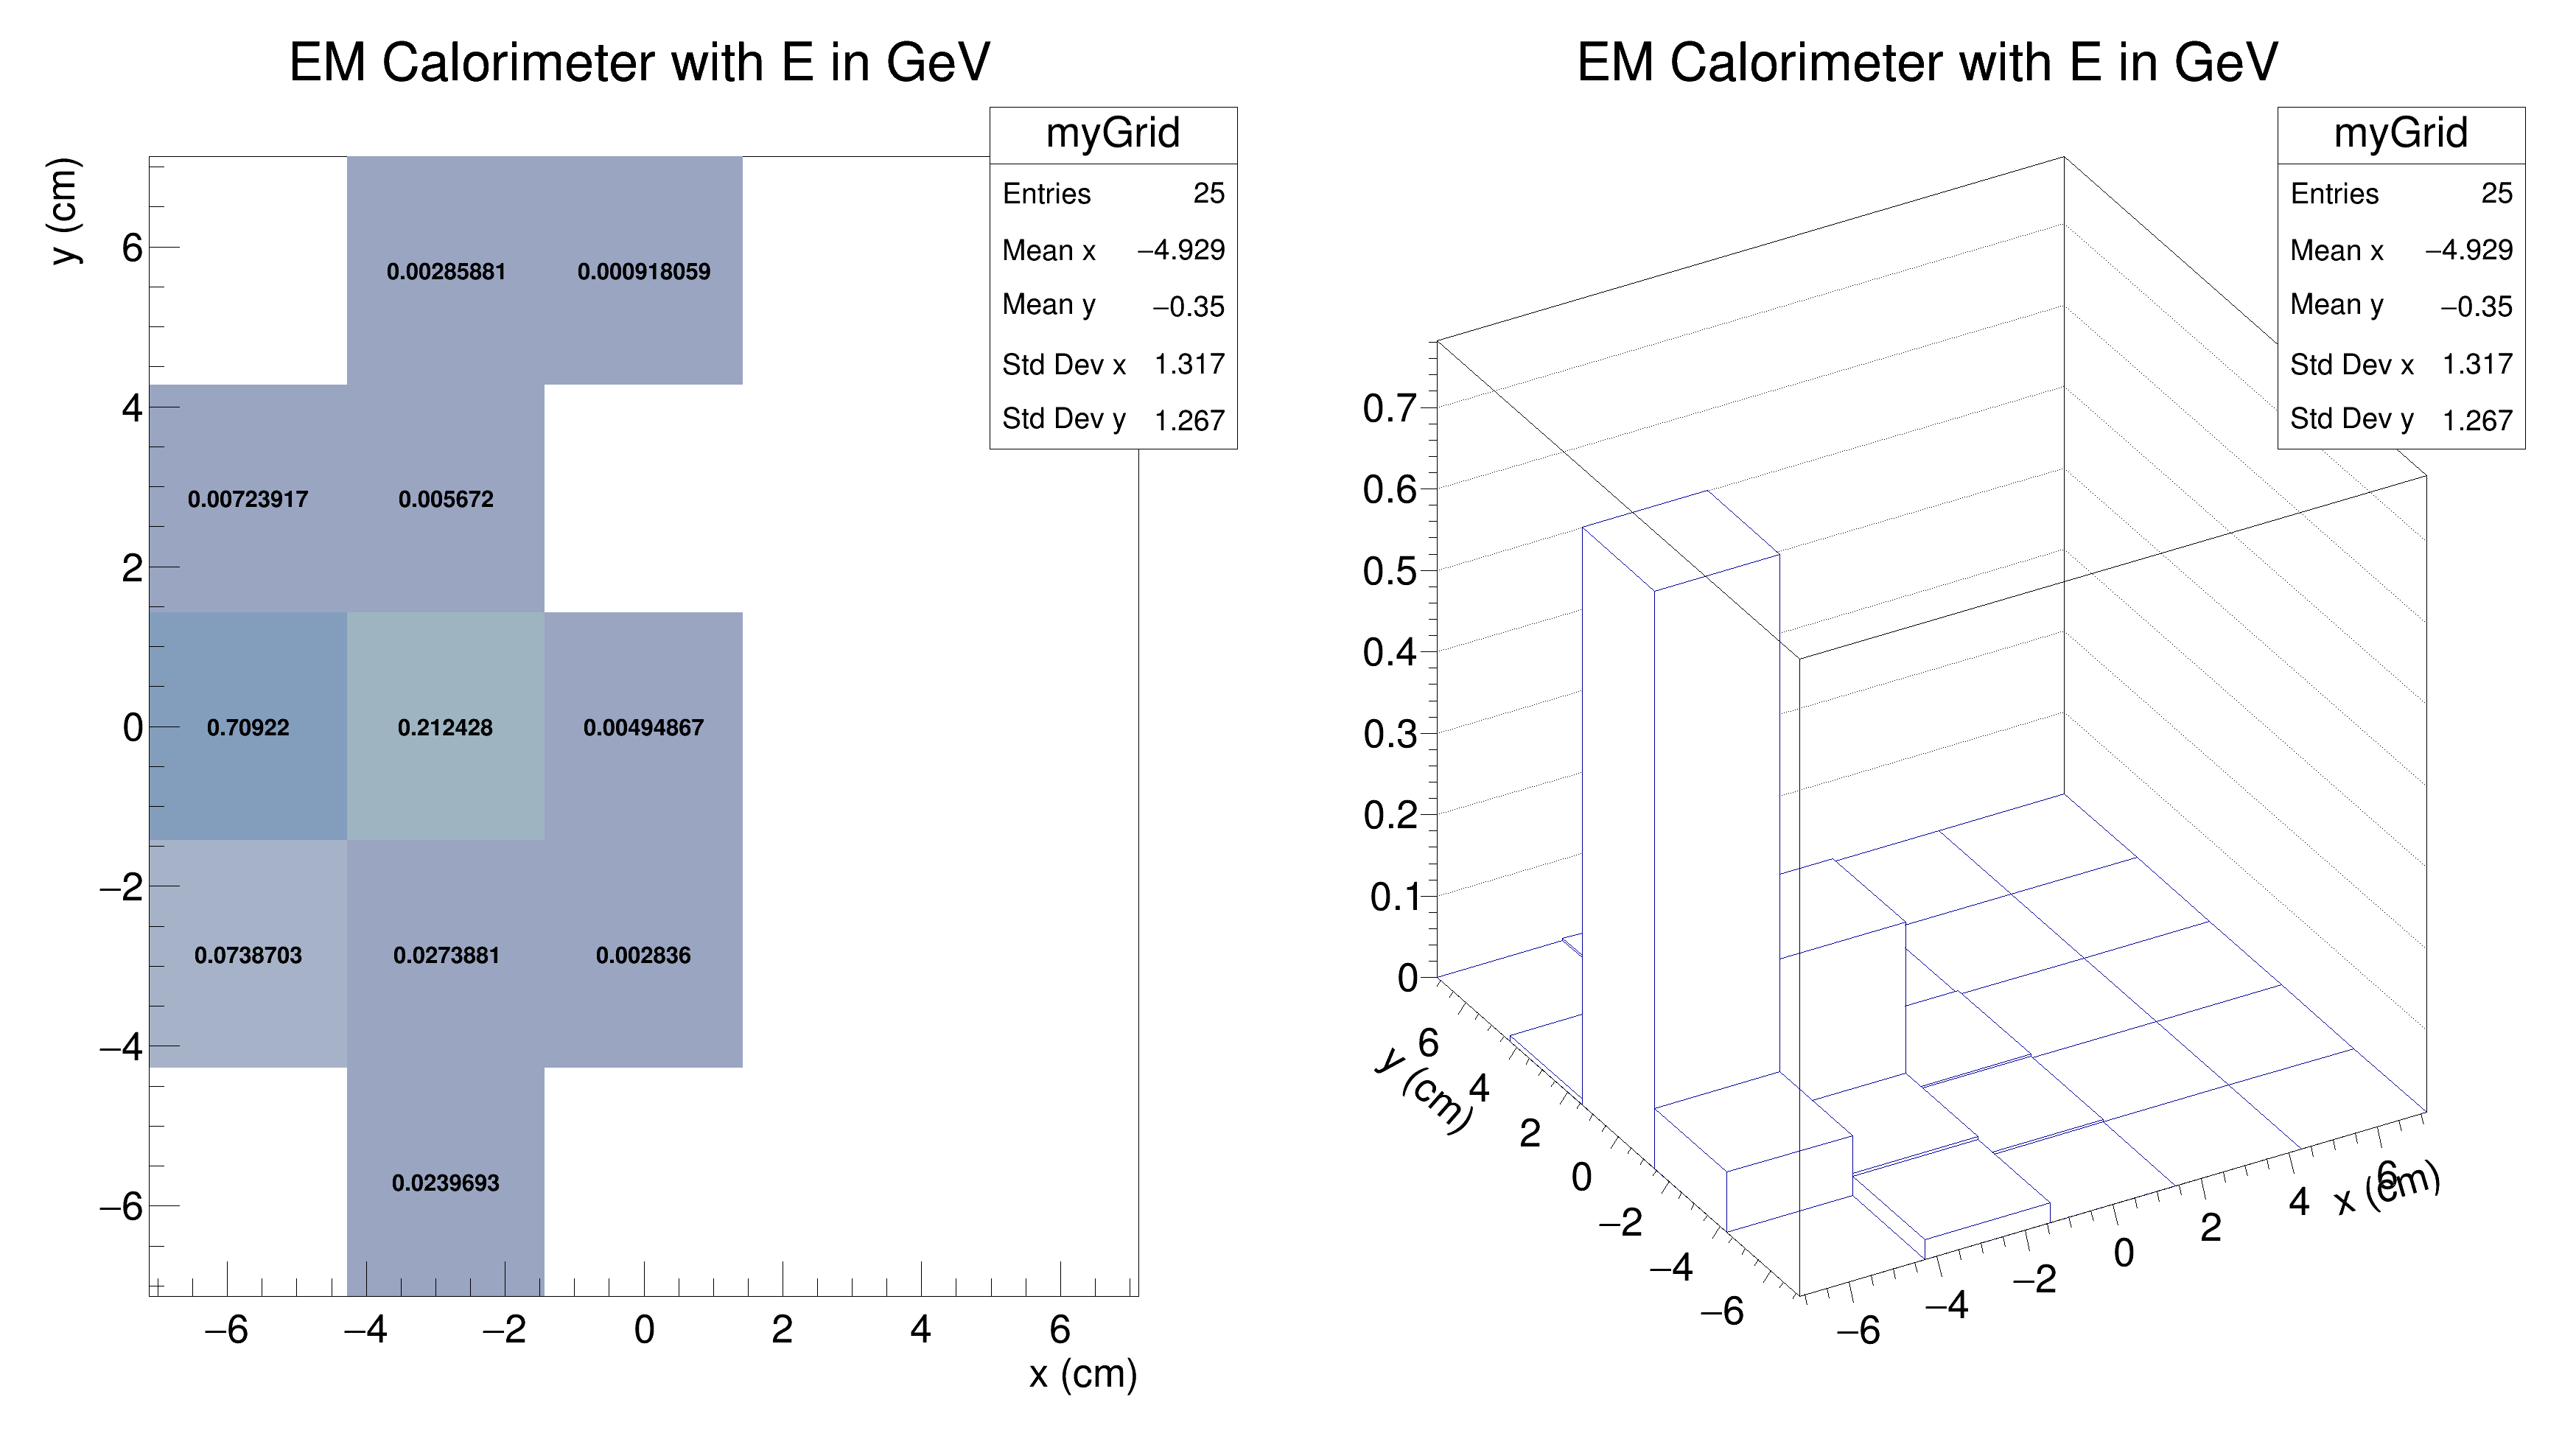 EM Calorimeter with E in GeV
myGrid
Entries 25
Mean x −4.929
Mean y −0.35
Std Dev x 1.317
Std Dev y 1.267
y (cm)
6
4
2
0
−2
−4
−6
0.00285881 0.000918059
0.00723917 0.005672
0.70922 0.212428 0.00494867
0.0738703 0.0273881 0.002836
0.0239693
−6 −4 −2 0 2 4 6
x (cm)
EM Calorimeter with E in GeV
myGrid
Entries 25
Mean x −4.929
Mean y −0.35
Std Dev x 1.317
Std Dev y 1.267
0.7
0.6
0.5
0.4
0.3
0.2
0.1
0
y (cm)
6
4
2
0
−2
−4
−6
−6 −4 −2 0 2 4 6
x (cm)